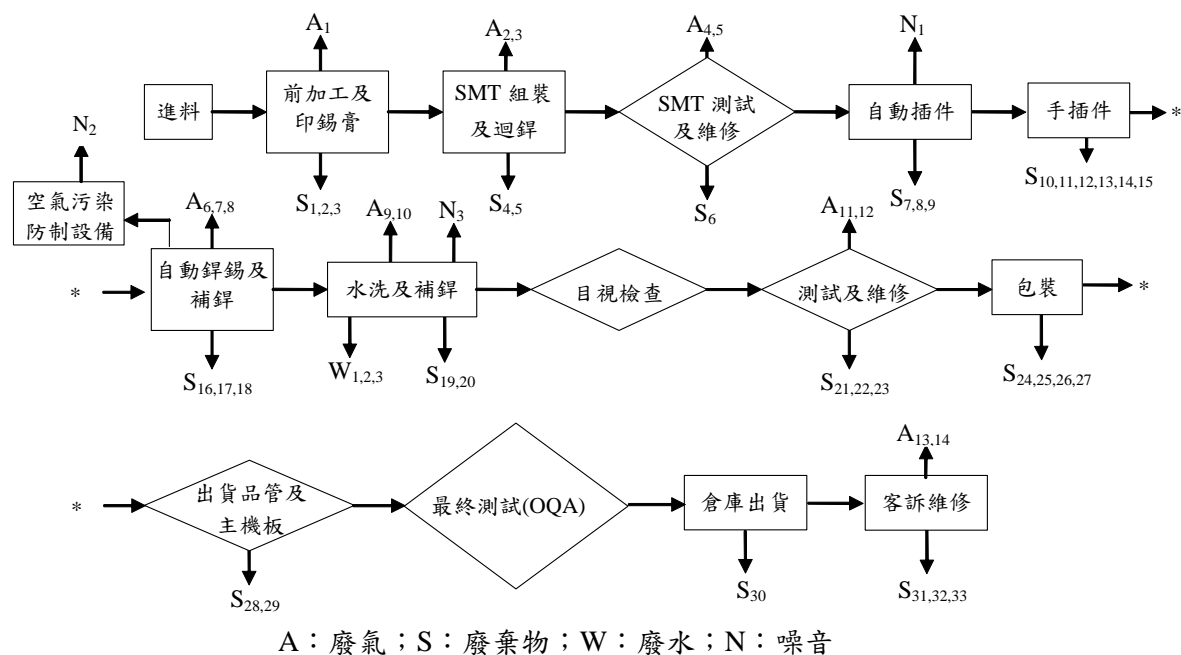 A1
A2,3
A4,5
N1
進料
前加工及
印錫膏
SMT 組裝
及迴銲
SMT 測試
及維修
自動插件
手插件
*
S1,2,3
S4,5
S6
S7,8,9
S10,11,12,13,14,15
N2
空氣污染
防制設備
A6,7,8
A9,10
N3
A11,12
*
自動銲錫及
補銲
水洗及補銲
目視檢查
測試及維修
包裝
*
S16,17,18
W1,2,3
S19,20
S21,22,23
S24,25,26,27
A13,14
*
出貨品管及
主機板
最終測試(OQA)
倉庫出貨
客訴維修
S28,29
S30
S31,32,33
A：廢氣；S：廢棄物；W：廢水；N：噪音